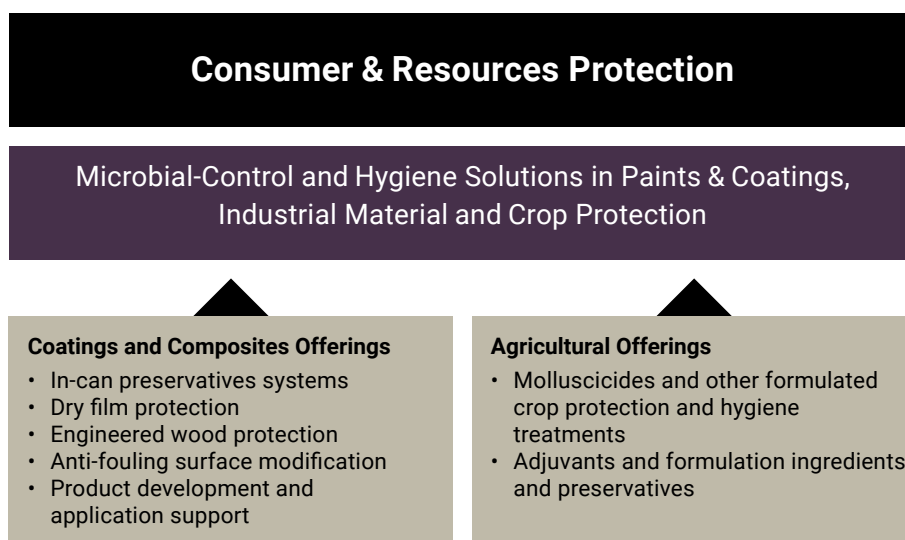 Consumer & Resources Protection
Microbial-Control and Hygiene Solutions in Paints & Coatings,
Industrial Material and Crop Protection
Coatings and Composites Offerings
• In-can preservatives systems
• Dry film protection
• Engineered wood protection
• Anti-fouling surface modification
• Product development and
application support
Agricultural Offerings
• Molluscicides and other formulated
crop protection and hygiene
treatments
• Adjuvants and formulation ingredients
and preservatives